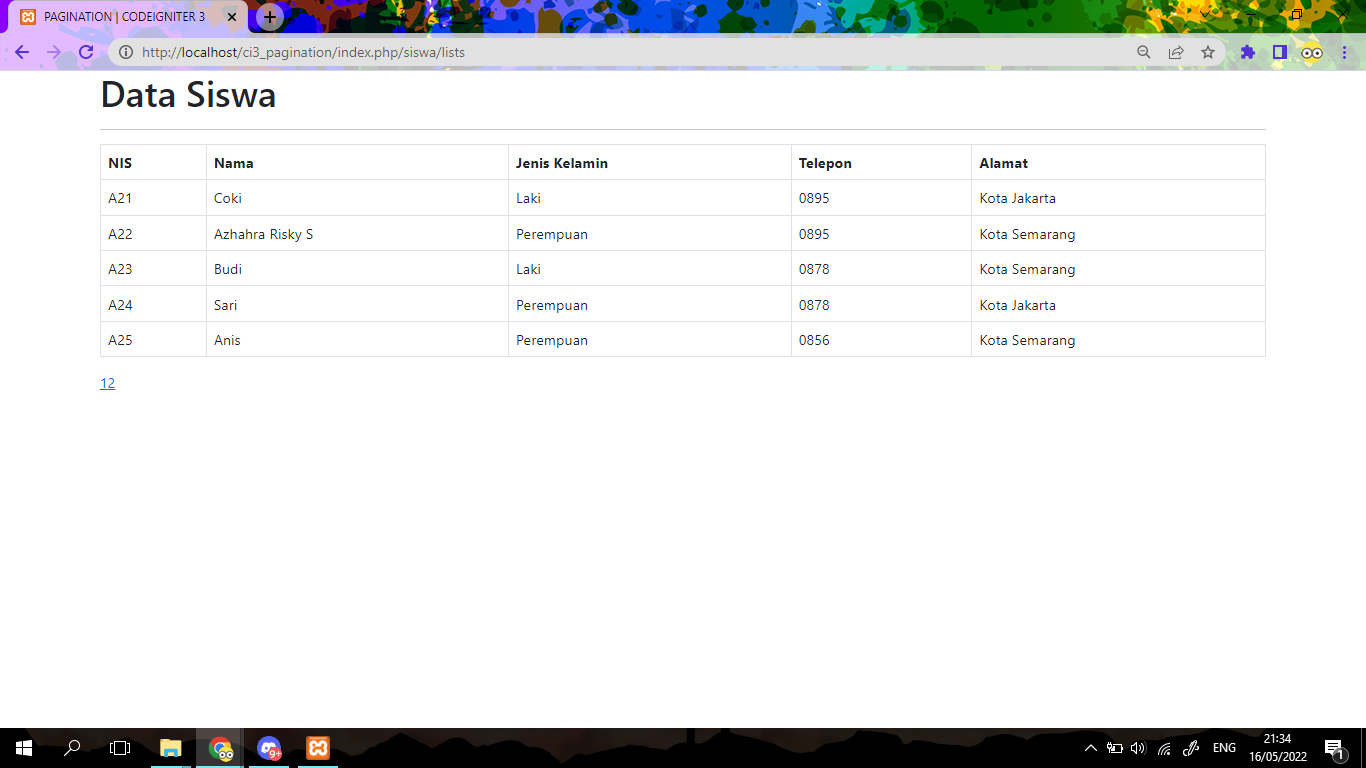 PAGINATION | CODEIGNITER 3
http://localhost/ci3_pagination/index.php/siswa/lists
Data Siswa
NIS Nama Jenis Kelamin Telepon Alamat
A21 Coki Laki 0895 Kota Jakarta
A22 Azhahra Risky S Perempuan 0895 Kota Semarang
A23 Budi Laki 0878 Kota Semarang
A24 Sari Perempuan 0878 Kota Jakarta
A25 Anis Perempuan 0856 Kota Semarang
12
9+
ENG
21:34
16/05/2022
1